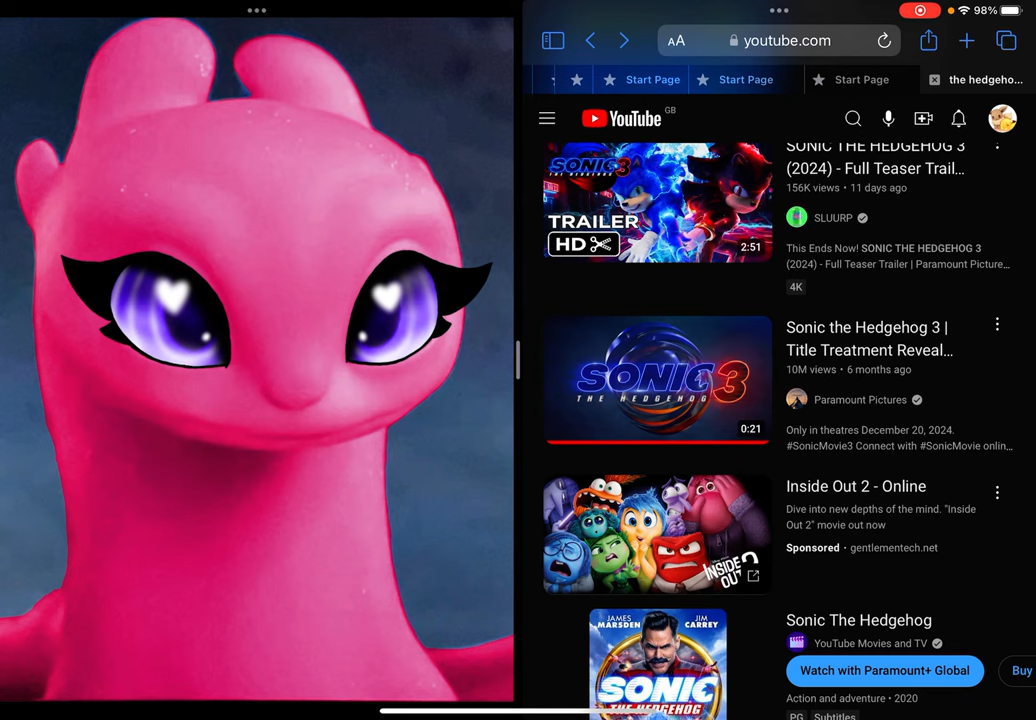 98%
AA
youtube.com
Start Page
Start Page
Start Page
the hedgeho...
YouTube GB
SONIC 3
TRAILER
HD
2:51
SONIC THE HEDGEHOG 3
(2024) - Full Teaser Trail...
156K views • 11 days ago
SLUURP
This Ends Now! SONIC THE HEDGEHOG 3
(2024) - Full Teaser Trailer | Paramount Picture...
4K
SONIC 3
THE HEDGEHOG
0:21
Sonic the Hedgehog 3 |
Title Treatment Reveal...
10M views • 6 months ago
Paramount Pictures
Only in theatres December 20, 2024.
#SonicMovie3 Connect with #SonicMovie onlin...
INSIDE
OUT 2
Inside Out 2 - Online
Dive into new depths of the mind. "Inside
Out 2" movie out now
Sponsored • gentlementech.net
JAMES
MARSDEN
JIM
CARREY
SONIC
THE HEDGEHOG
Sonic The Hedgehog
YouTube Movies and TV
Watch with Paramount+ Global
Buy
Action and adventure • 2020
PG
Subtitles